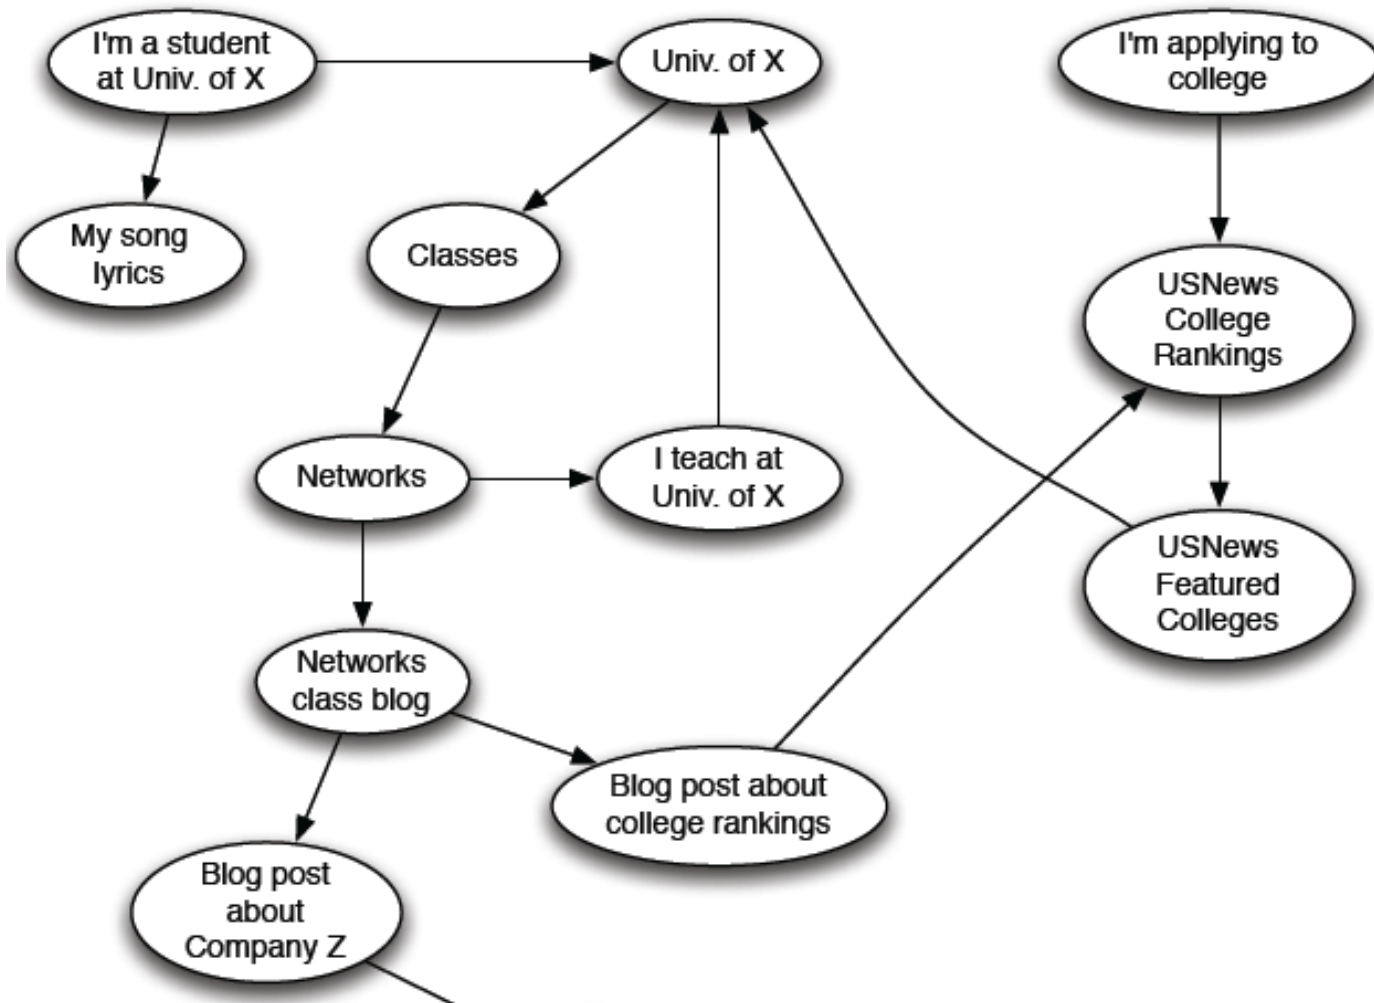 I'm a student
at Univ. of X
Univ. of X
I'm applying to
college
My song
lyrics
Classes
USNews
College
Rankings
Networks
I teach at
Univ. of X
USNews
Featured
Colleges
Networks
class blog
Blog post about
college rankings
Blog post
about
Company Z